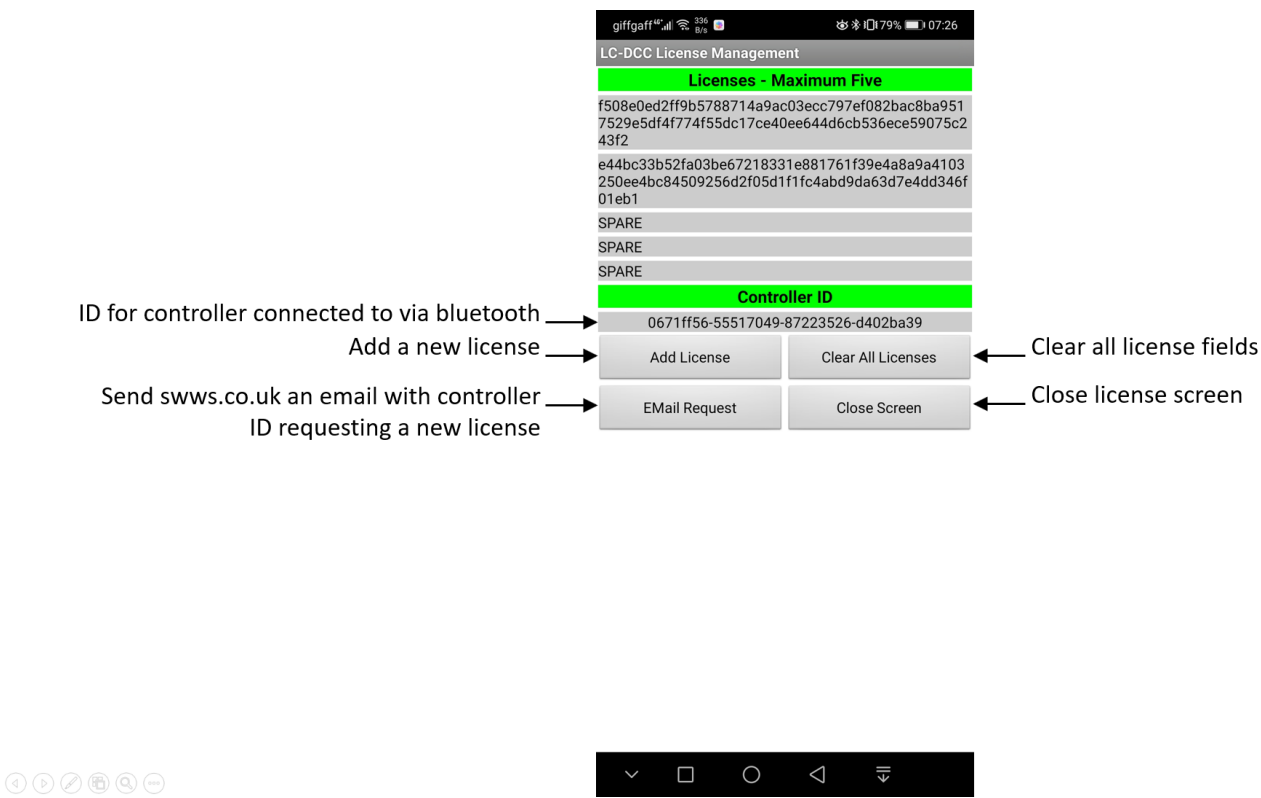 giffgaff 4G 336 B/s 79% 07:26
LC-DCC License Management
Licenses - Maximum Five
f508e0ed2ff9b5788714a9ac03ecc797ef082bac8ba951
7529e5df4f774f55dc17ce40ee644d6cb536ece59075c2
43f2
e44bc33b52fa03be67218331e881761f39e4a8a9a4103
250ee4bc84509256d2f05d1f1fc4abd9da63d7e4dd346f
01eb1
SPARE
SPARE
SPARE
Controller ID
ID for controller connected to via bluetooth
0671ff56-55517049-87223526-d402ba39
Add a new license
Add License
Clear All Licenses
Clear all license fields
Send swws.co.uk an email with controller
ID requesting a new license
EMail Request
Close Screen
Close license screen